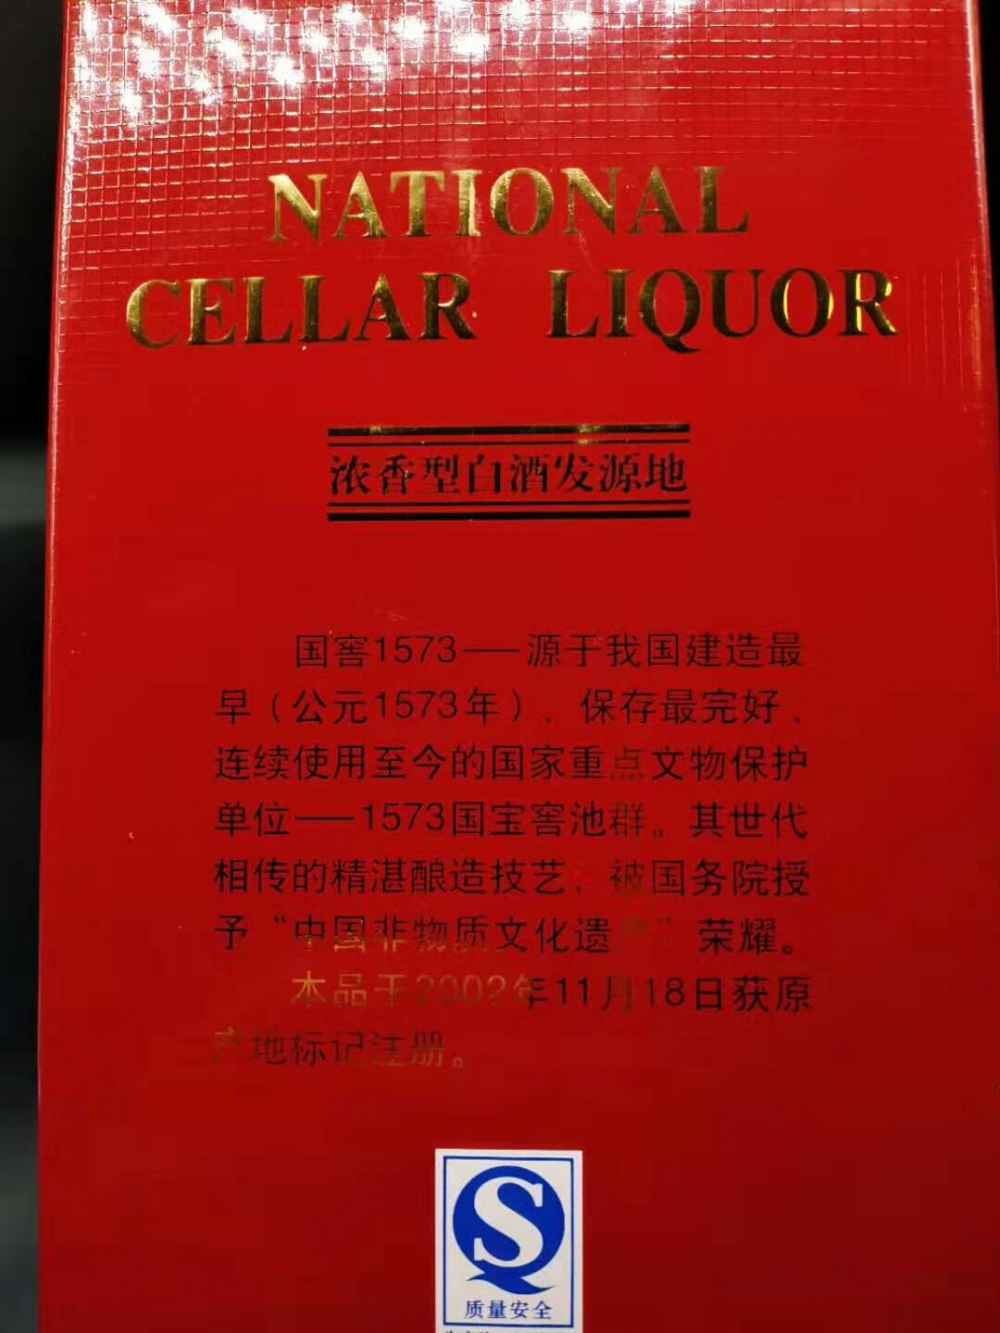 NATIONAL
CELLAR LIQUOR
浓香型白酒发源地
国窖1573——源于我国建造最
早（公元1573年）、保存最完好、
连续使用至今的国家重点文物保护
单位——1573国宝窖池群。其世代
相传的精湛酿造技艺，被国务院授
予“中国非物质文化遗产”荣耀。
本品于2002年11月18日获原
产地标记注册。
质量安全